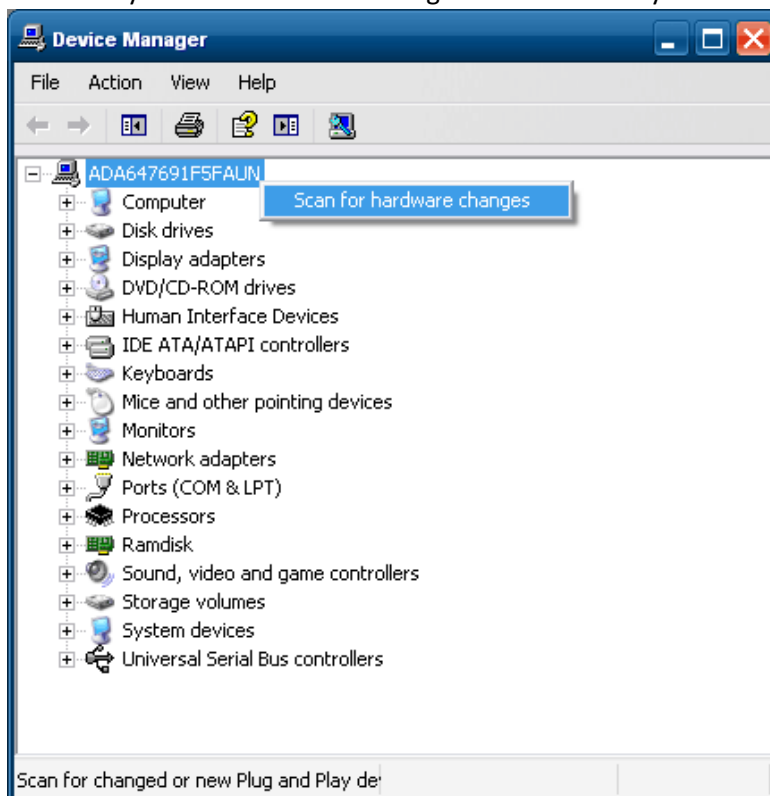 Device Manager
File Action View Help
ADA647691F5FAUN
Scan for hardware changes
Computer
Disk drives
Display adapters
DVD/CD-ROM drives
Human Interface Devices
IDE ATA/ATAPI controllers
Keyboards
Mice and other pointing devices
Monitors
Network adapters
Ports (COM & LPT)
Processors
Ramdisk
Sound, video and game controllers
Storage volumes
System devices
Universal Serial Bus controllers
Scan for changed or new Plug and Play de